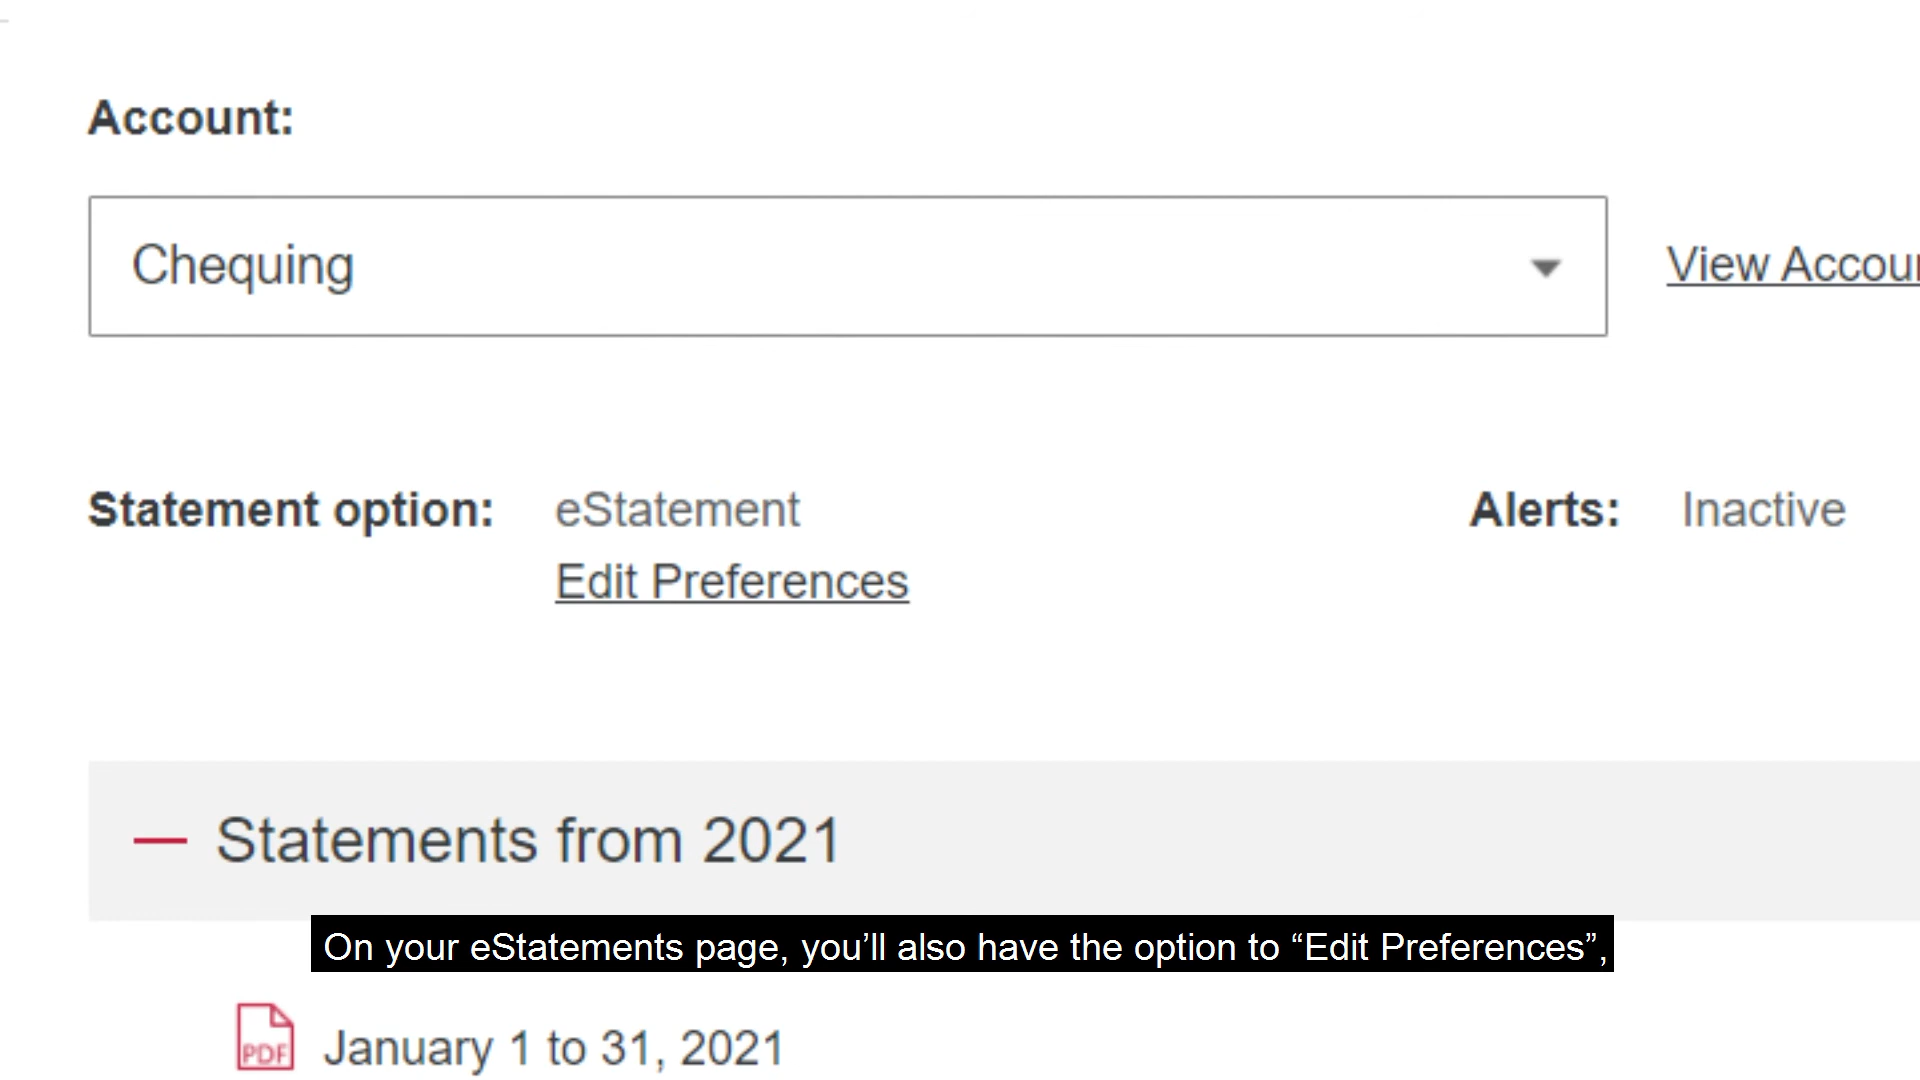 Account:
Chequing
View Accou
Statement option: eStatement Alerts: Inactive
Edit Preferences
Statements from 2021
On your eStatements page, you’ll also have the option to “Edit Preferences”,
PDF January 1 to 31, 2021